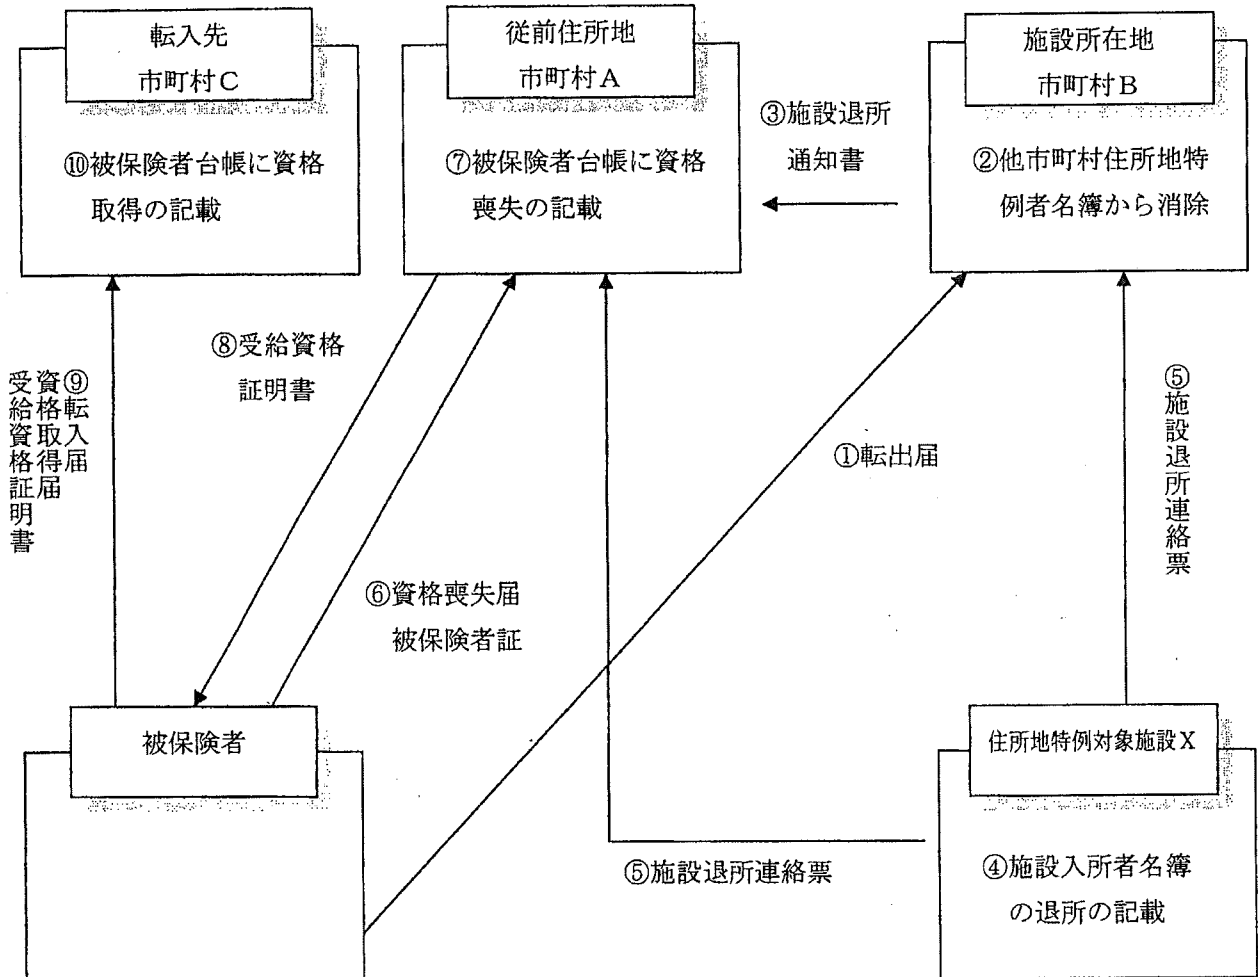 転入先
市町村C
⑩被保険者台帳に資格
取得の記載
従前住所地
市町村A
⑦被保険者台帳に資格
喪失の記載
③施設退所
通知書
施設所在地
市町村B
②他市町村住所地特
例者名簿から消除
⑨転入届
資格取得届
受給資格証明書
⑧受給資格
証明書
⑥資格喪失届
被保険者証
①転出届
⑤施設退所連絡票
被保険者
⑤施設退所連絡票
住所地特例対象施設X
④施設入所者名簿
の退所の記載